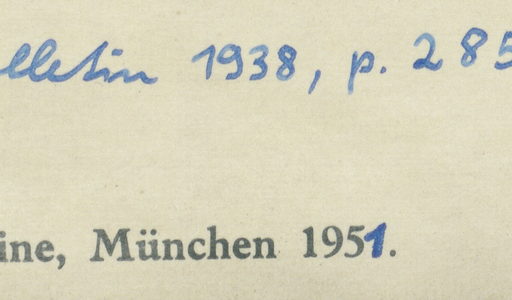 lletin 1938, p. 285
ine, München 1951.